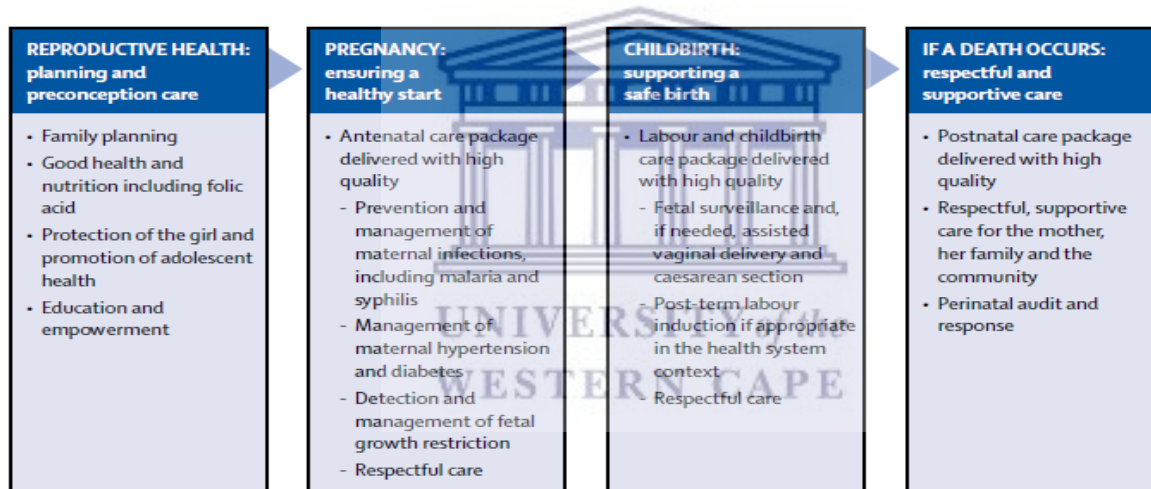 REPRODUCTIVE HEALTH:
planning and
preconception care
• Family planning
• Good health and
nutrition including folic
acid
• Protection of the girl and
promotion of adolescent
health
• Education and
empowerment
PREGNANCY:
ensuring a
healthy start
• Antenatal care package
delivered with high
quality
- Prevention and
management of
maternal infections,
including malaria and
syphilis
- Management of
maternal hypertension
and diabetes
- Detection and
management of fetal
growth restriction
- Respectful care
CHILDBIRTH:
supporting a
safe birth
• Labour and childbirth
care package delivered
with high quality
- Fetal surveillance and,
if needed, assisted
vaginal delivery and
caesarean section
- Post-term labour
induction if appropriate
in the health system
context
- Respectful care
IF A DEATH OCCURS:
respectful and
supportive care
• Postnatal care package
delivered with high
quality
• Respectful, supportive
care for the mother,
her family and the
community
• Perinatal audit and
response
UNIVERSITY of the
WESTERN CAPE